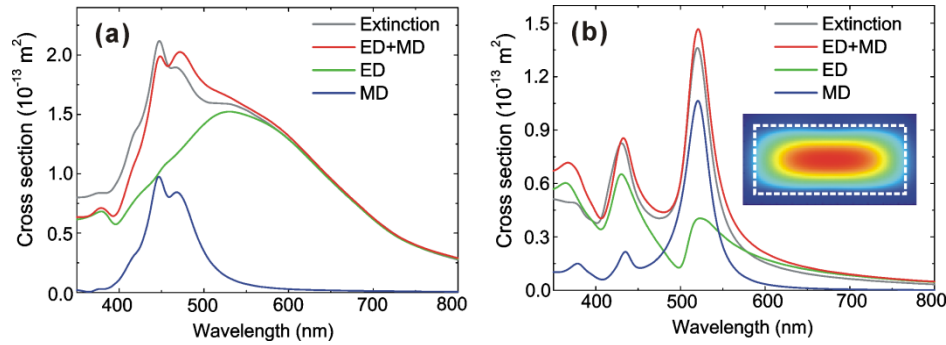 (a)
Extinction
ED+MD
ED
MD
Cross section (10⁻¹³ m²)
2.0
1.5
1.0
0.5
0.0
400 500 600 700 800
Wavelength (nm)
(b)
Extinction
ED+MD
ED
MD
Cross section (10⁻¹³ m²)
1.5
1.2
0.9
0.6
0.3
0.0
400 500 600 700 800
Wavelength (nm)